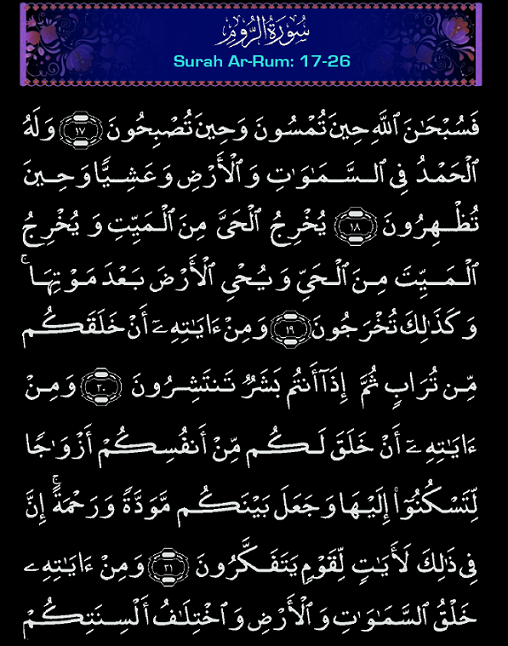 سُورَةُ الرُّومِ
Surah Ar-Rum: 17-26
فَسُبْحَـٰنَ ٱللَّهِ حِينَ تُمْسُونَ وَحِينَ تُصْبِحُونَ ﴿١٧﴾ وَلَهُ
ٱلْحَمْدُ فِى ٱلسَّمَـٰوَٰتِ وَٱلْأَرْضِ وَعَشِيًّا وَحِينَ
تُظْهِرُونَ ﴿١٨﴾ يُخْرِجُ ٱلْحَىَّ مِنَ ٱلْمَيِّتِ وَيُخْرِجُ
ٱلْمَيِّتَ مِنَ ٱلْحَىِّ وَيُحْىِ ٱلْأَرْضَ بَعْدَ مَوْتِهَا ۚ
وَكَذَٰلِكَ تُخْرَجُونَ ﴿١٩﴾ وَمِنْ ءَايَـٰتِهِۦٓ أَنْ خَلَقَكُم
مِّن تُرَابٍ ثُمَّ إِذَآ أَنتُم بَشَرٌ تَنتَشِرُونَ ﴿٢٠﴾ وَمِنْ
ءَايَـٰتِهِۦٓ أَنْ خَلَقَ لَكُم مِّنْ أَنفُسِكُمْ أَزْوَٰجًا
لِّتَسْكُنُوٓا۟ إِلَيْهَا وَجَعَلَ بَيْنَكُم مَّوَدَّةً وَرَحْمَةً ۚ إِنَّ
فِى ذَٰلِكَ لَـَٔايَـٰتٍ لِّقَوْمٍ يَتَفَكَّرُونَ ﴿٢١﴾ وَمِنْ ءَايَـٰتِهِۦ
خَلْقُ ٱلسَّمَـٰوَٰتِ وَٱلْأَرْضِ وَٱخْتِلَـٰفُ أَلْسِنَتِكُمْ